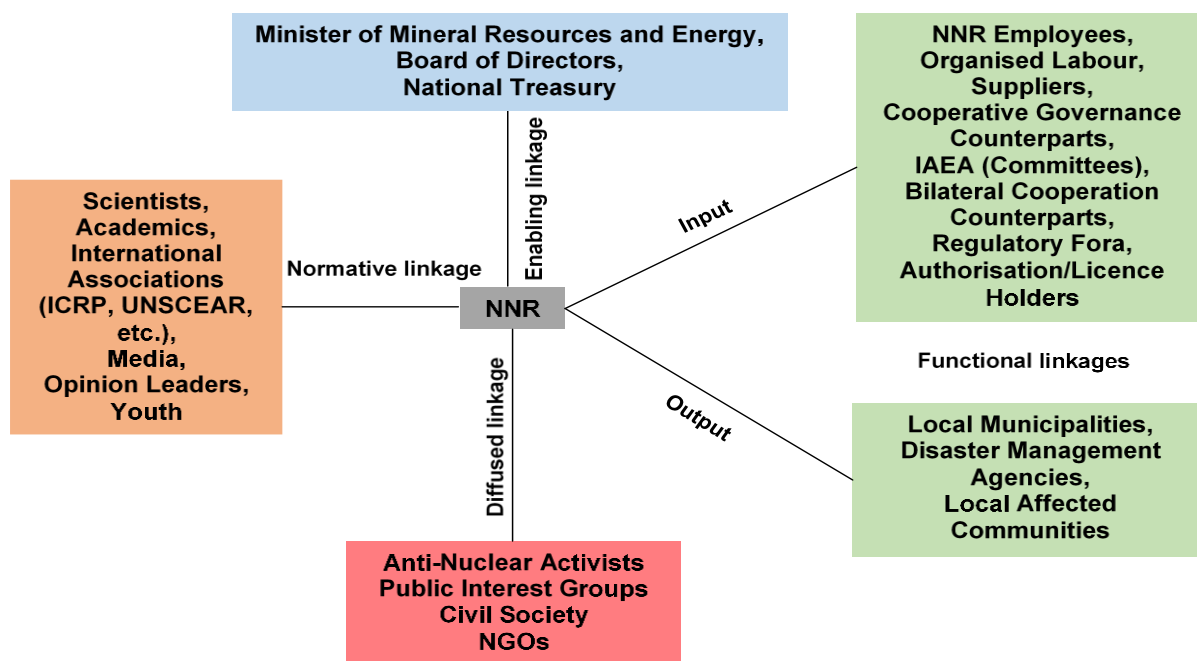 Minister of Mineral Resources and Energy,
Board of Directors,
National Treasury
NNR Employees,
Organised Labour,
Suppliers,
Cooperative Governance
Counterparts,
IAEA (Committees),
Bilateral Cooperation
Counterparts,
Regulatory Fora,
Authorisation/Licence
Holders
Scientists,
Academics,
International
Associations
(ICRP, UNSCEAR,
etc.),
Media,
Opinion Leaders,
Youth
Normative linkage
Enabling linkage
Input
NNR
Functional linkages
Diffused linkage
Output
Local Municipalities,
Disaster Management
Agencies,
Local Affected
Communities
Anti-Nuclear Activists
Public Interest Groups
Civil Society
NGOs